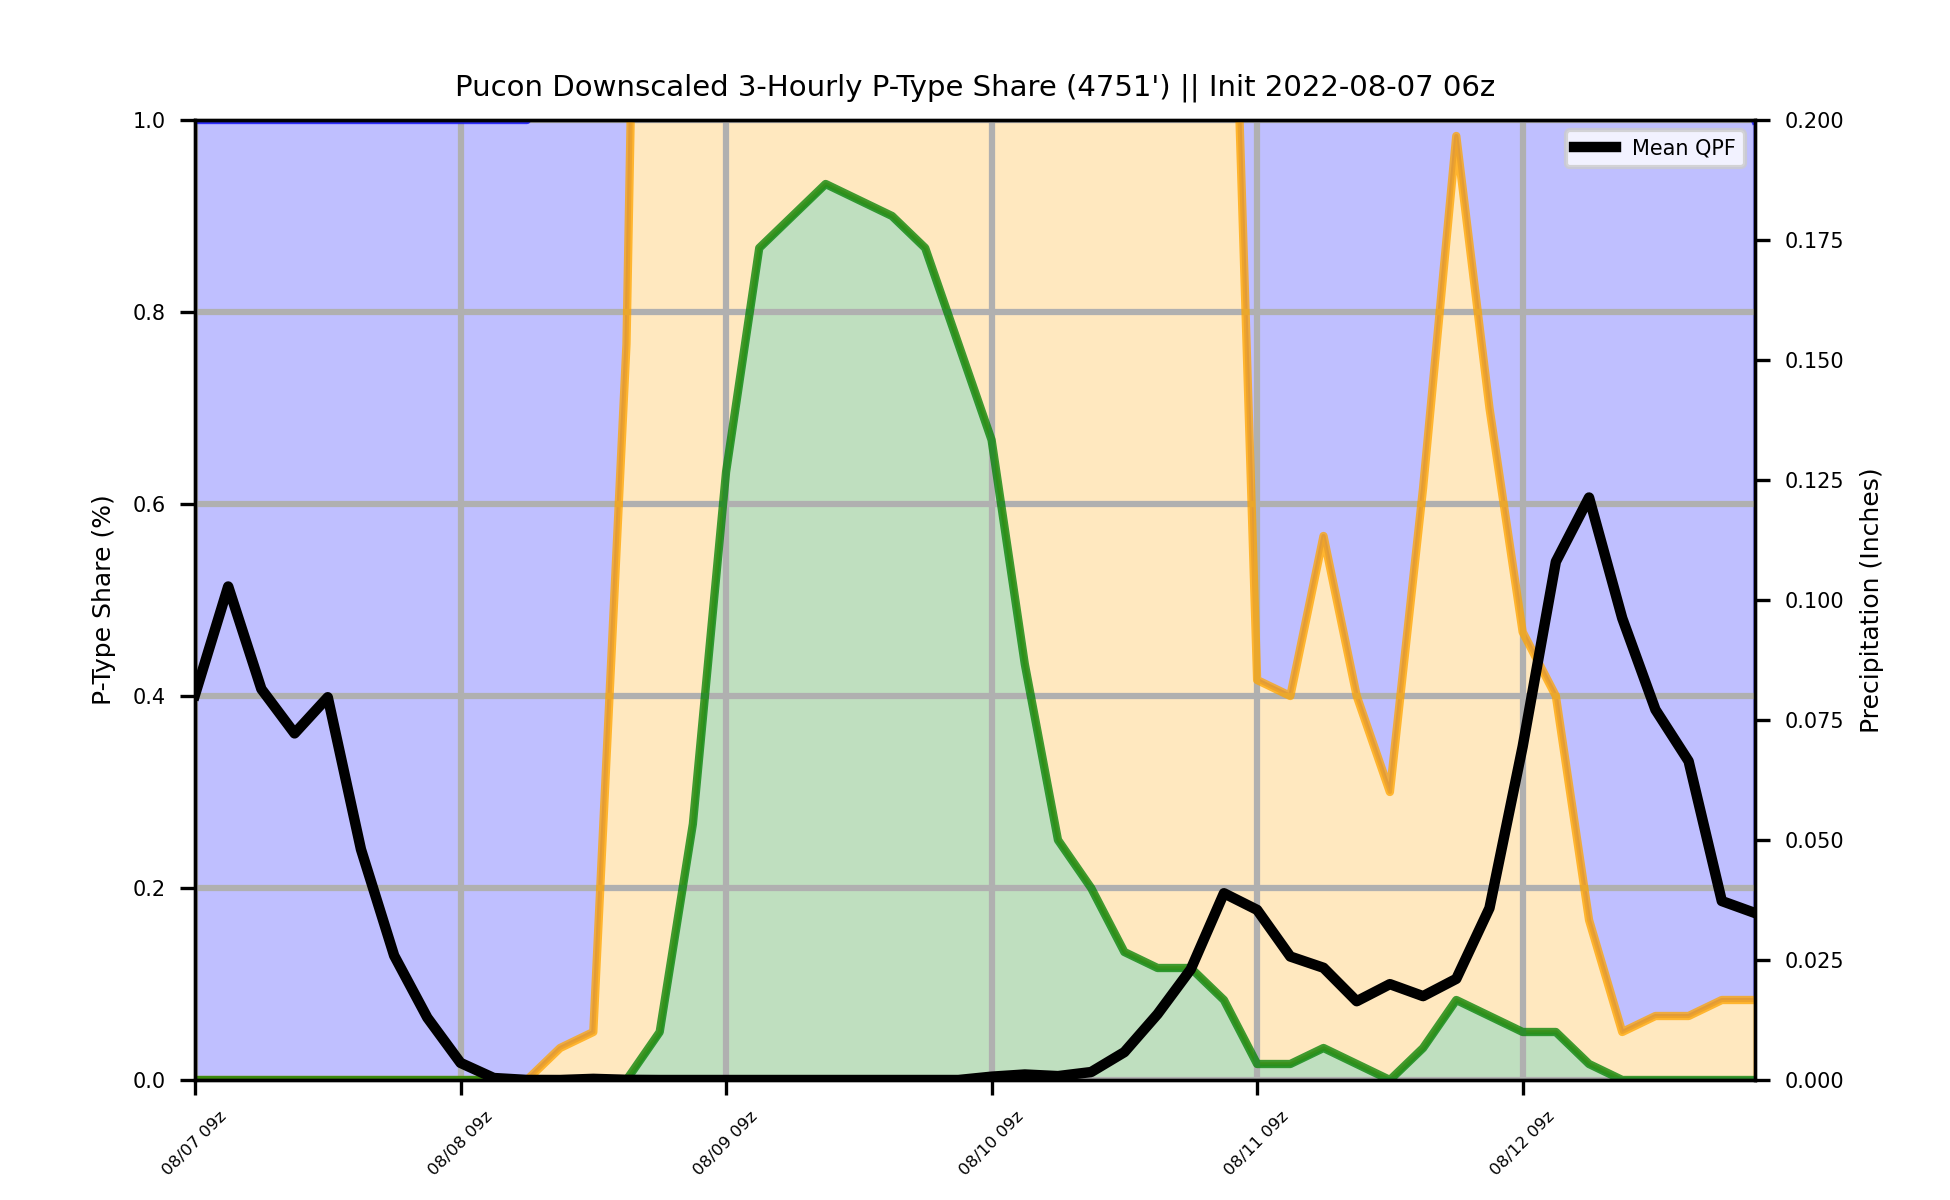 Pucon Downscaled 3-Hourly P-Type Share (4751') || Init 2022-08-07 06z
Mean QPF
P-Type Share (%)
1.0
0.8
0.6
0.4
0.2
0.0
0.200
0.175
0.150
0.125
0.100
0.075
0.050
0.025
0.000
Precipitation (Inches)
08/07 09z
08/08 09z
08/09 09z
08/10 09z
08/11 09z
08/12 09z